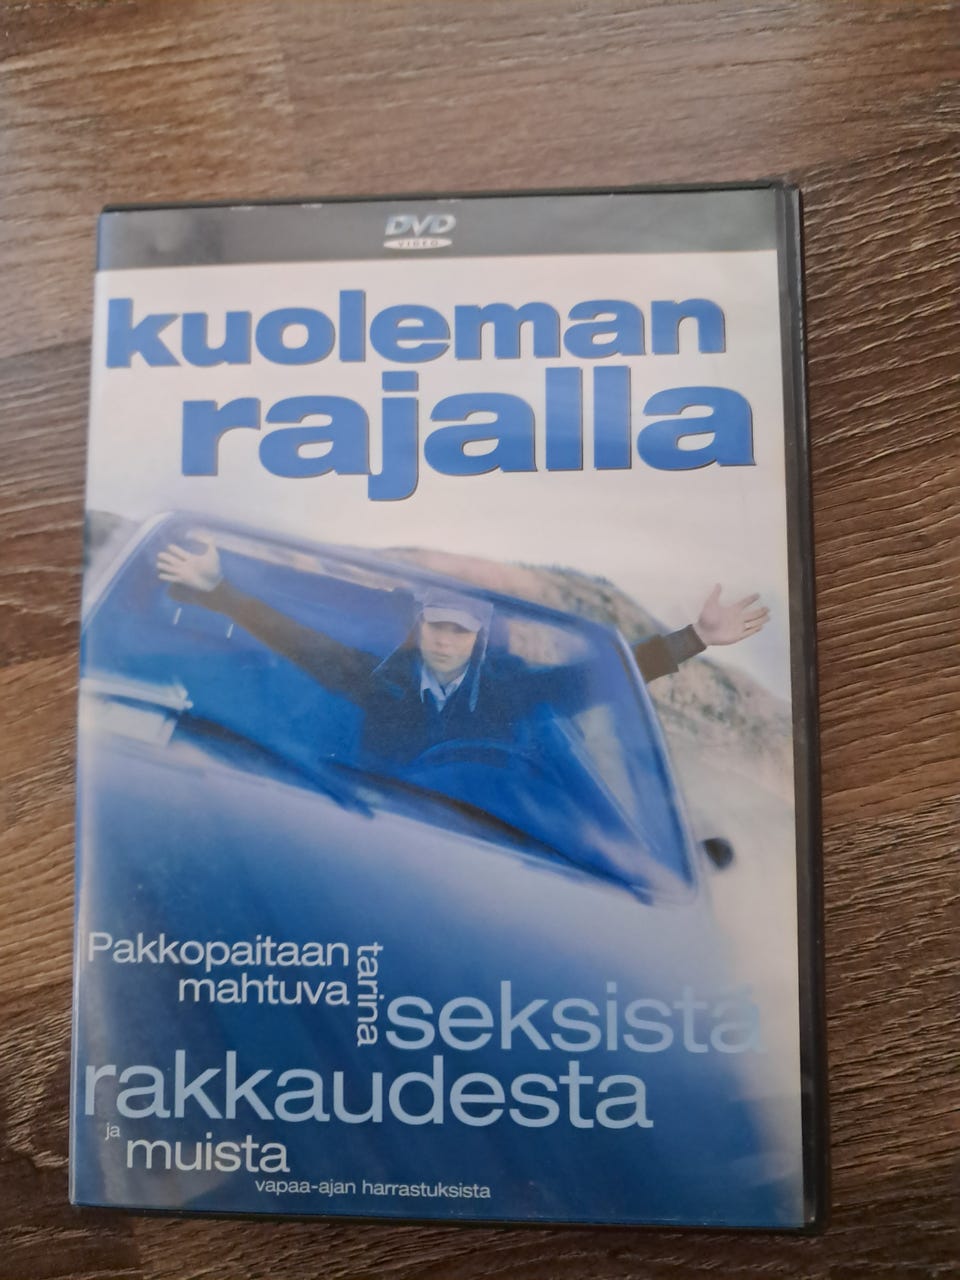 DVD
VIDEO
kuoleman
rajalla
Pakkopaitaan
mahtuva
tarina
seksistä
rakkaudesta
ja
muista
vapaa-ajan harrastuksista